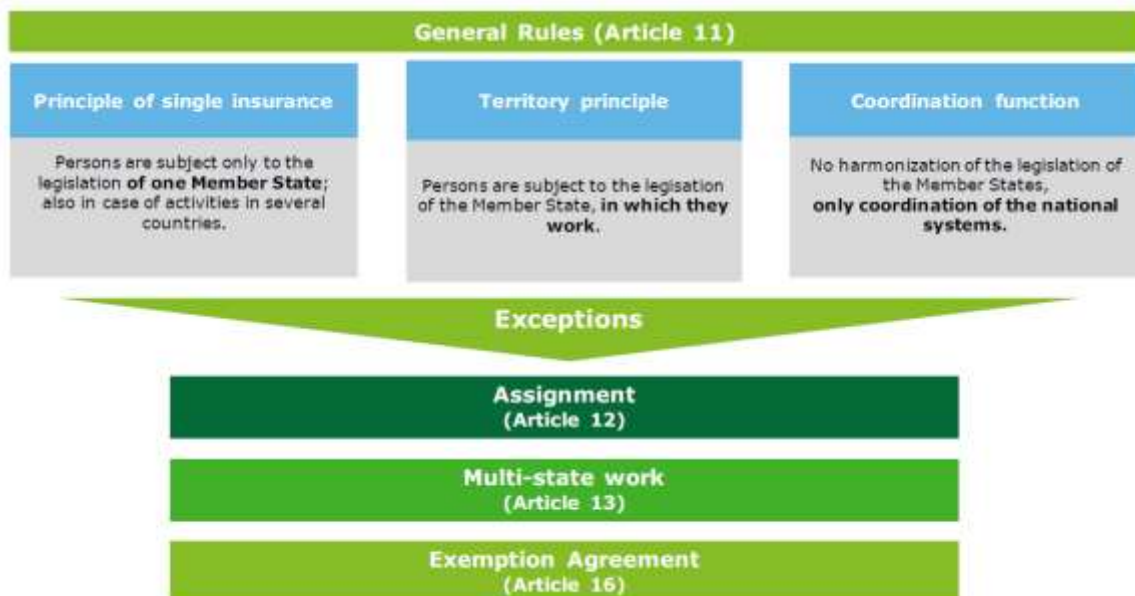 General Rules (Article 11)
Principle of single insurance
Persons are subject only to the
legislation of one Member State;
also in case of activities in several
countries.
Territory principle
Persons are subject to the legisation
of the Member State, in which they
work.
Coordination function
No harmonization of the legislation of
the Member States,
only coordination of the national
systems.
Exceptions
Assignment
(Article 12)
Multi-state work
(Article 13)
Exemption Agreement
(Article 16)